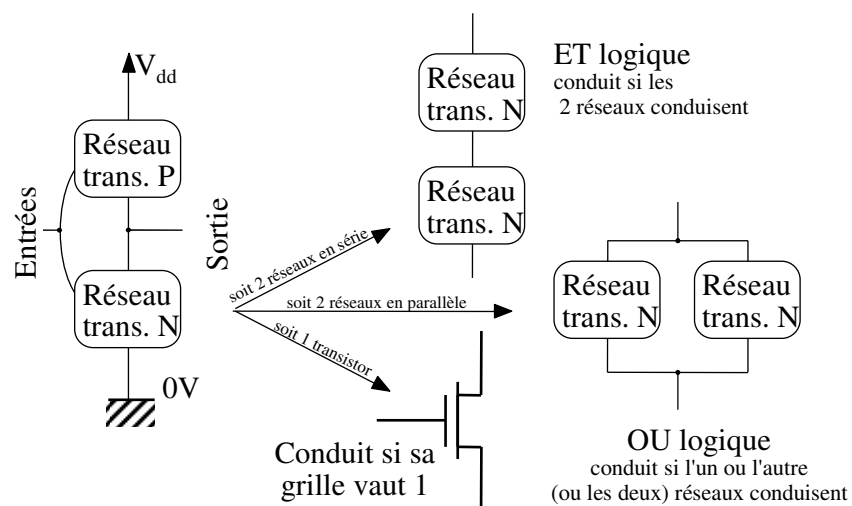 V_dd
Réseau
trans. P
Entrées
Sortie
Réseau
trans. N
0V
soit 2 réseaux en série
soit 2 réseaux en parallèle
soit 1 transistor
Réseau
trans. N
Réseau
trans. N
ET logique
conduit si les
2 réseaux conduisent
Réseau
trans. N
Réseau
trans. N
OU logique
conduit si l'un ou l'autre
(ou les deux) réseaux conduisent
Conduit si sa
grille vaut 1